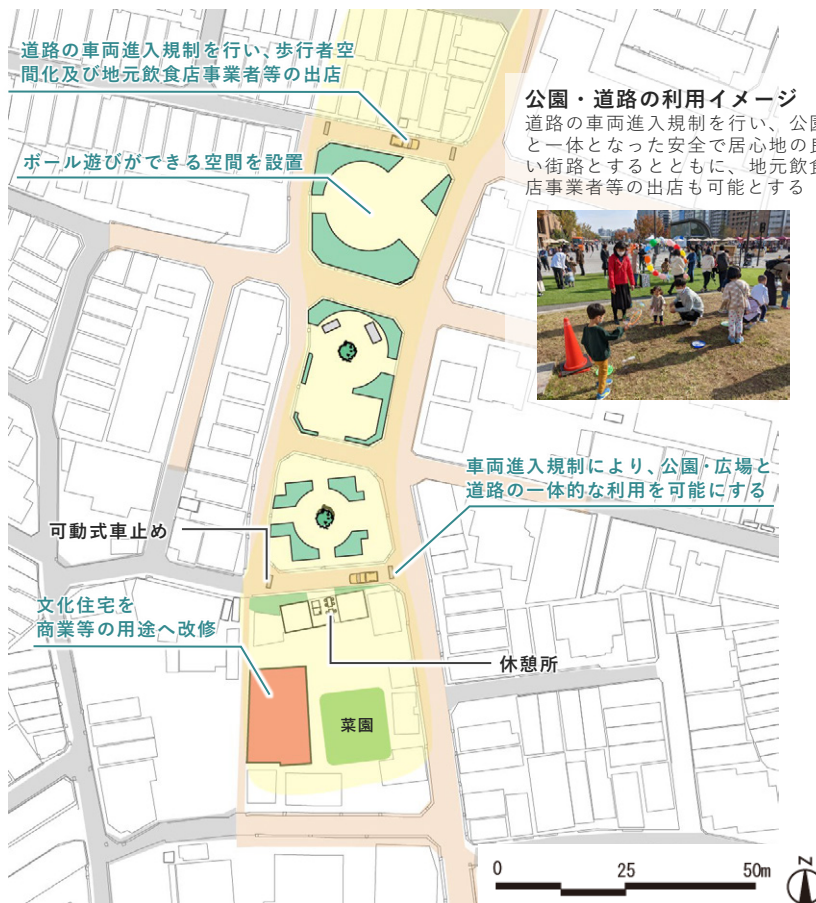 道路の車両進入規制を行い、歩行者空
間化及び地元飲食店事業者等の出店
ボール遊びができる空間を設置
公園・道路の利用イメージ
道路の車両進入規制を行い、公園
と一体となった安全で居心地の良
い街路とするとともに、地元飲食
店事業者等の出店も可能とする
車両進入規制により、公園・広場と
道路の一体的な利用を可能にする
可動式車止め
文化住宅を
商業等の用途へ改修
休憩所
菜園
0 25 50m
N